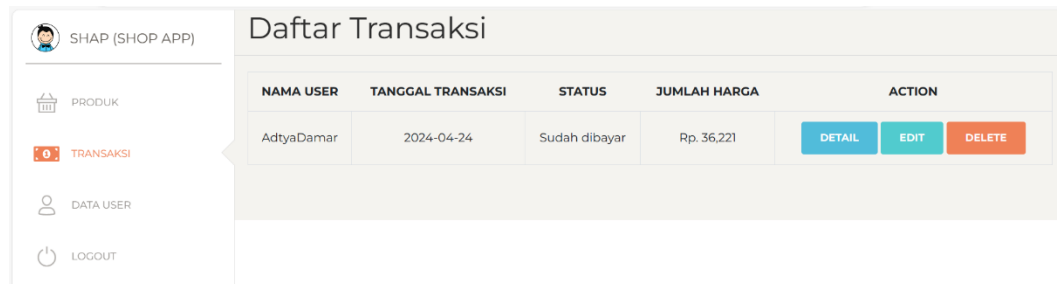 SHAP (SHOP APP)
PRODUK
TRANSAKSI
DATA USER
LOGOUT
Daftar Transaksi
NAMA USER TANGGAL TRANSAKSI STATUS JUMLAH HARGA ACTION
AdtyaDamar 2024-04-24 Sudah dibayar Rp. 36,221 DETAIL EDIT DELETE